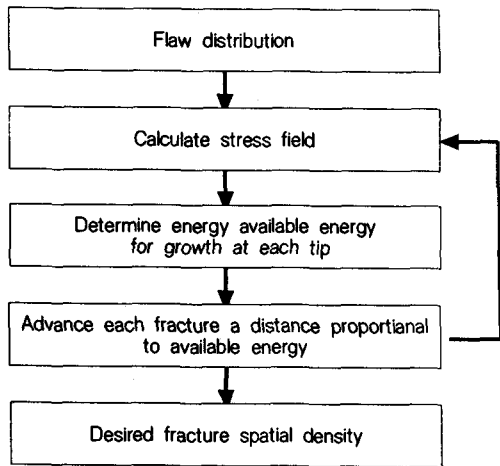 Flaw distribution
Calculate stress field
Determine energy available energy
for growth at each tip
Advance each fracture a distance proportianal
to available energy
Desired fracture spatial density